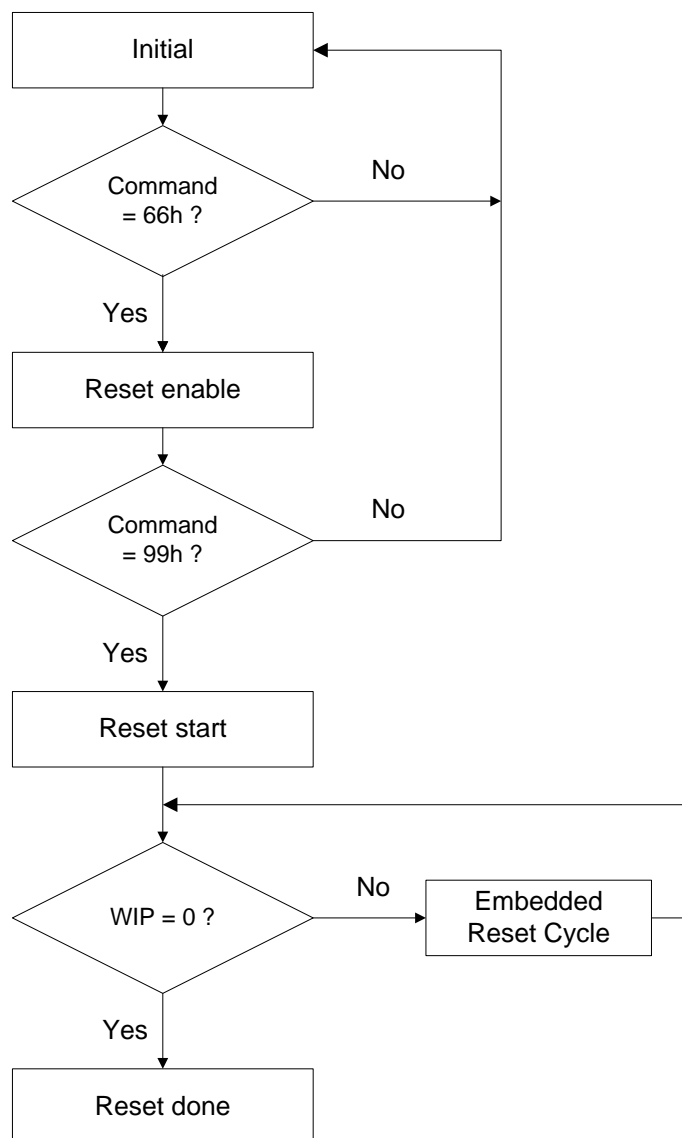 Initial
Command
= 66h ?
No
Yes
Reset enable
Command
= 99h ?
No
Yes
Reset start
WIP = 0 ?
No
Embedded
Reset Cycle
Yes
Reset done